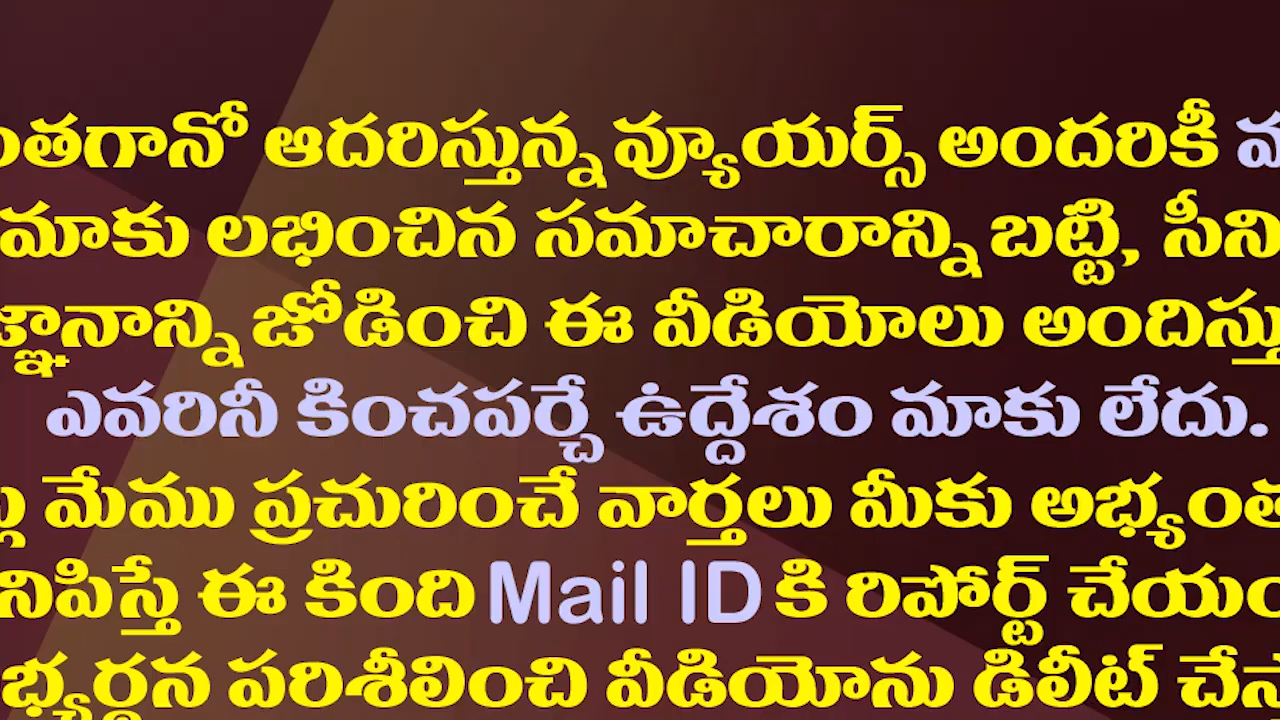 ంతగానో ఆదరిస్తున్న వ్యూయర్స్ అందరికీ
మాకు లభించిన సమాచారాన్ని బట్టి, సీని
జ్ఞానాన్ని జోడించి ఈ వీడియోలు అందిస్తు
ఎవరినీ కించపర్చే ఉద్దేశం మాకు లేదు.
మేము ప్రచురించే వార్తలు మీకు అభ్యంత
నిపిస్తే ఈ కింది Mail ID కి రిపోర్ట్ చేయం
భ్యర్ధన పరిశీలించి వీడియోను డిలీట్ చేస